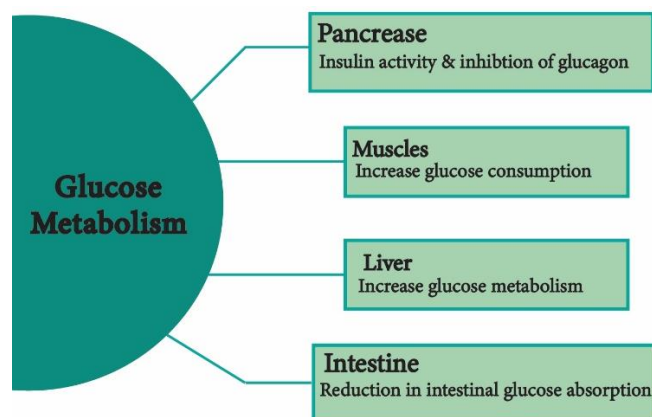 Glucose
Metabolism
Pancrease
Insulin activity & inhibtion of glucagon
Muscles
Increase glucose consumption
Liver
Increase glucose metabolism
Intestine
Reduction in intestinal glucose absorption